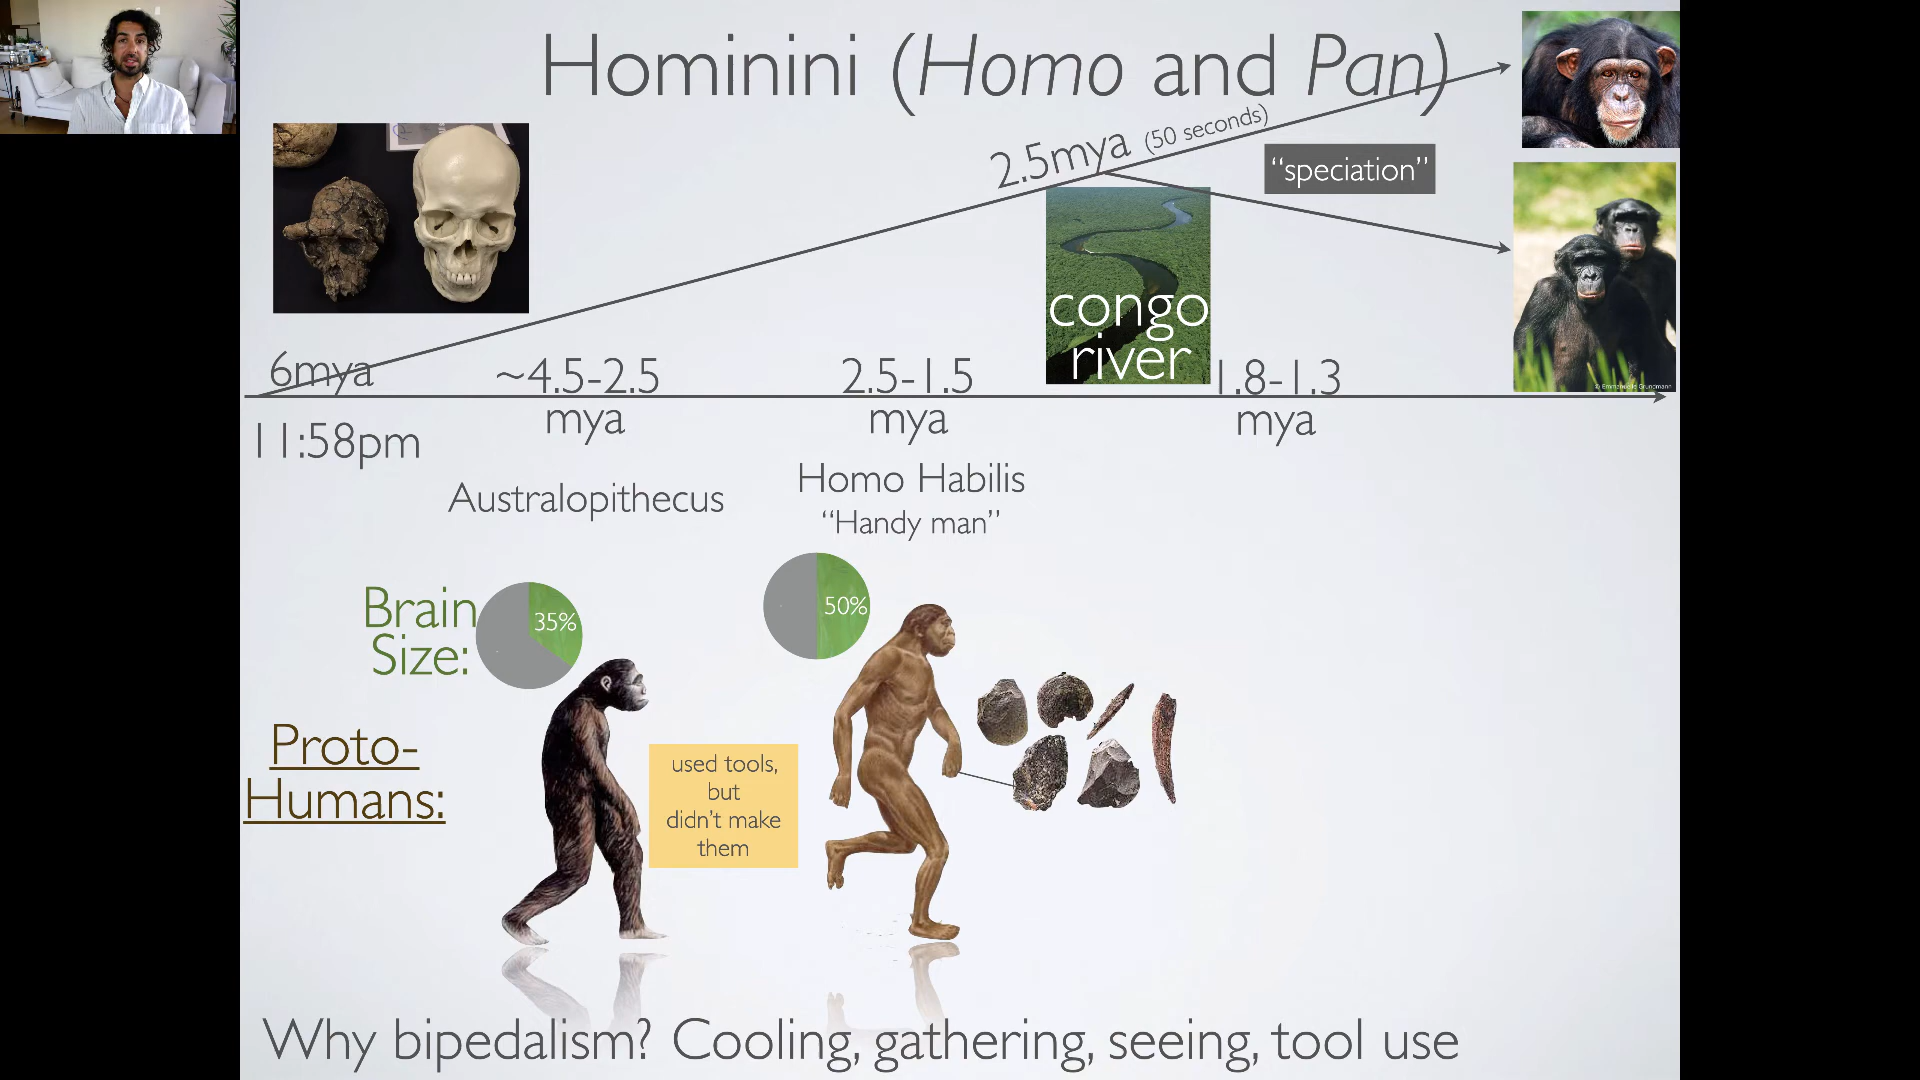 Hominini (Homo and Pan)
2.5mya (50 seconds)
“speciation”
congo
river
6mya
~4.5-2.5
mya
2.5-1.5
mya
1.8-1.3
mya
11:58pm
Australopithecus
Homo Habilis
“Handy man”
Brain
Size:
35%
50%
Proto-
Humans:
used tools,
but
didn’t make
them
Why bipedalism? Cooling, gathering, seeing, tool use